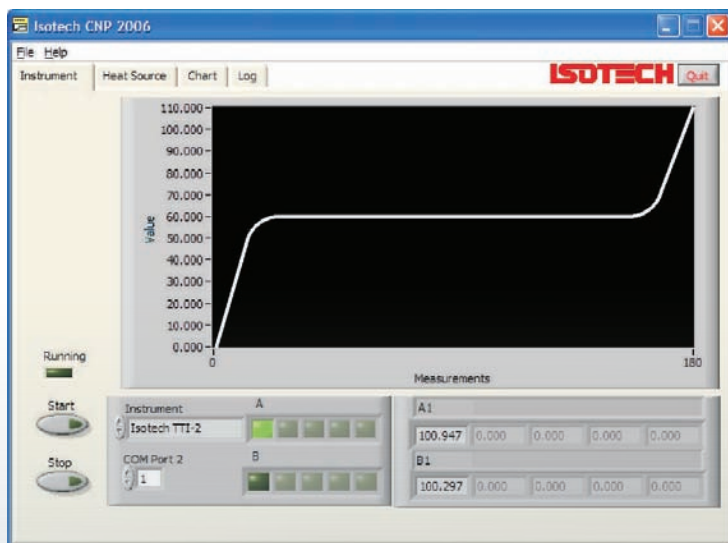 Isotech CNP 2006
File Help
Instrument Heat Source Chart Log ISOTECH Quit
110.000
100.000
90.000
80.000
70.000
60.000
50.000
40.000
30.000
20.000
10.000
0.000
Value
0 180
Measurements
Running
Start
Stop
Instrument A
Isotech TTI-2
COM Port 2 B
1
A1
100.947 0.000 0.000 0.000 0.000
B1
100.297 0.000 0.000 0.000 0.000